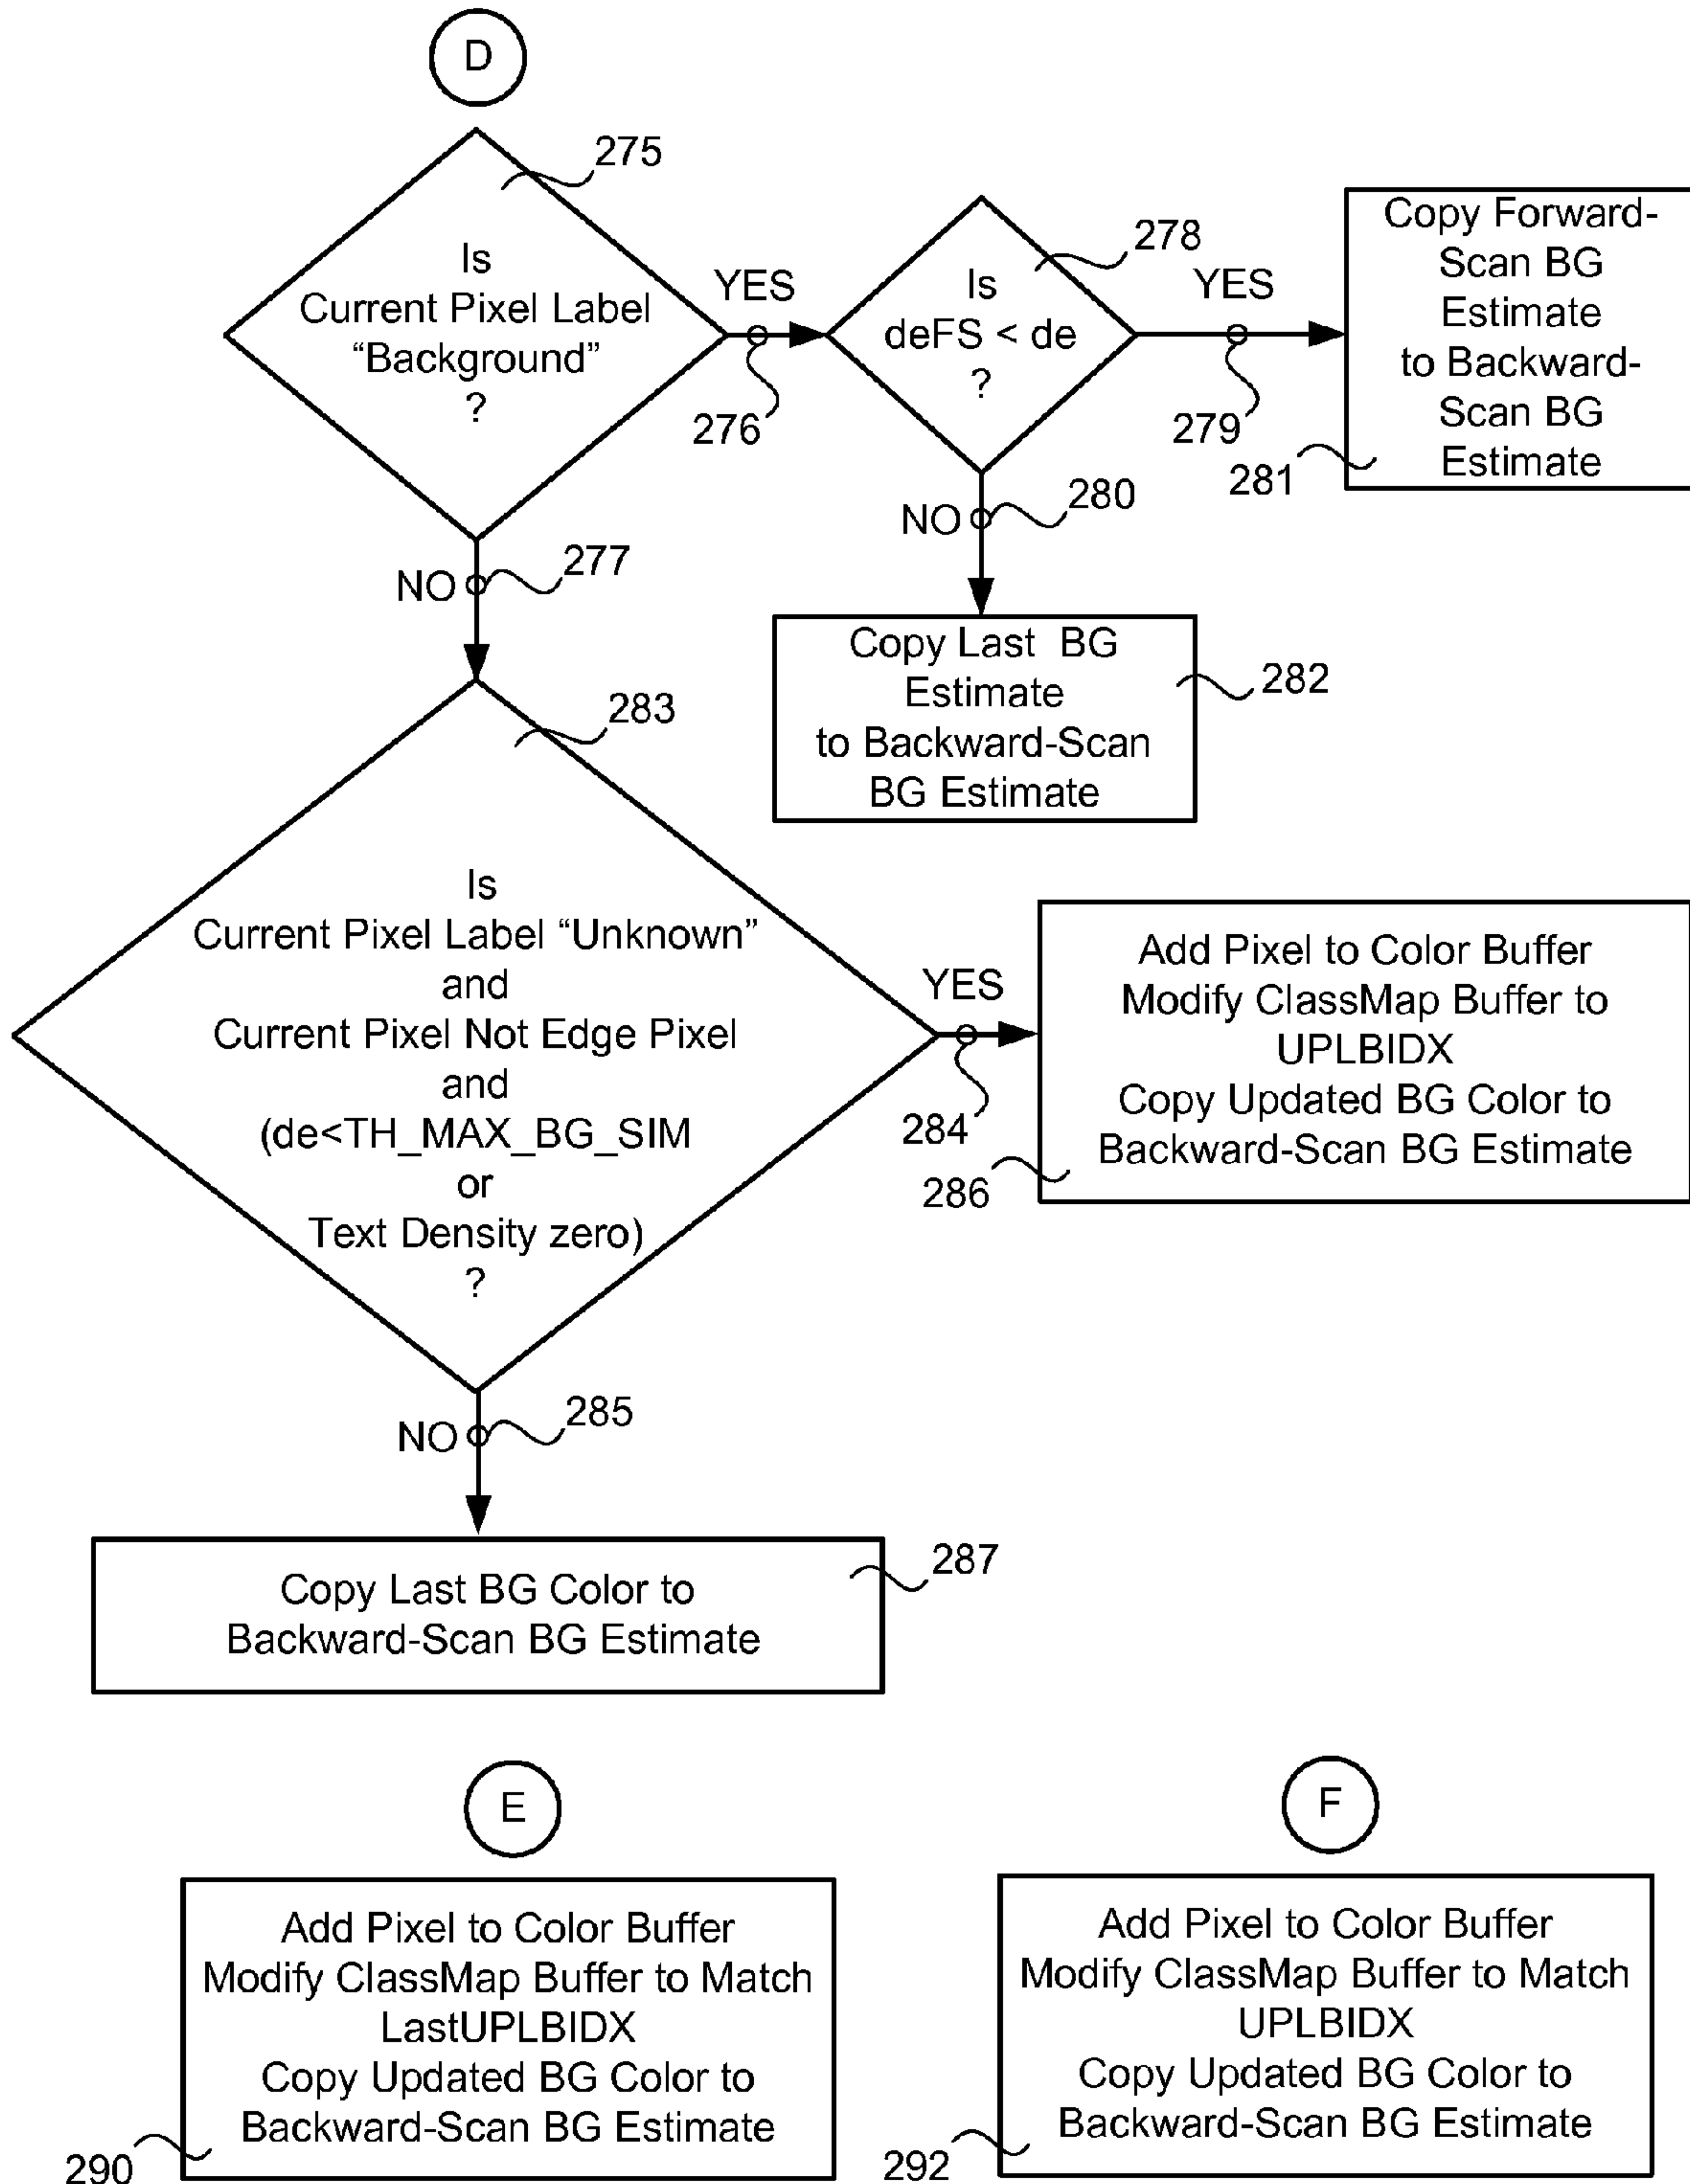 D
275
Is
Current Pixel Label
“Background”
?
YES
276
278
Is
deFS < de
?
YES
279
Copy Forward-
Scan BG
Estimate
to Backward-
Scan BG
Estimate
281
NO
280
NO
277
Copy Last BG
Estimate
to Backward-Scan
BG Estimate
282
283
Is
Current Pixel Label “Unknown”
and
Current Pixel Not Edge Pixel
and
(de<TH_MAX_BG_SIM
or
Text Density zero)
?
YES
284
Add Pixel to Color Buffer
Modify ClassMap Buffer to
UPLBIDX
Copy Updated BG Color to
Backward-Scan BG Estimate
286
NO
285
Copy Last BG Color to
Backward-Scan BG Estimate
287
E
Add Pixel to Color Buffer
Modify ClassMap Buffer to Match
LastUPLBIDX
Copy Updated BG Color to
Backward-Scan BG Estimate
290
F
Add Pixel to Color Buffer
Modify ClassMap Buffer to Match
UPLBIDX
Copy Updated BG Color to
Backward-Scan BG Estimate
292